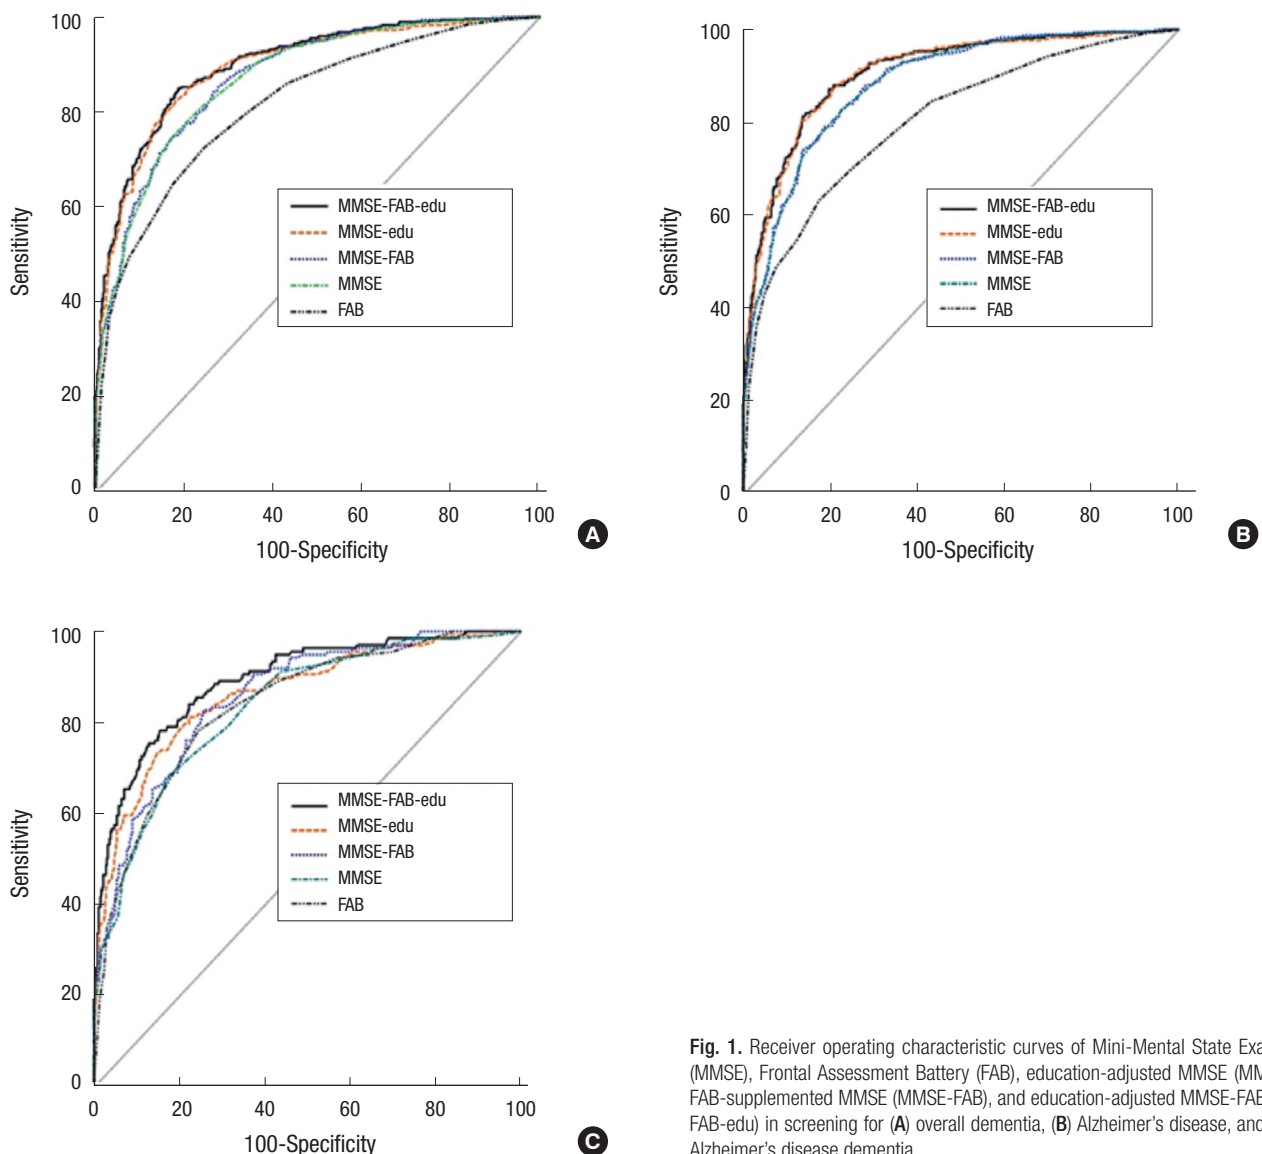 100
80
60
40
20
0
Sensitivity
MMSE-FAB-edu
MMSE-edu
MMSE-FAB
MMSE
FAB
0 20 40 60 80 100
100-Specificity
A
100
80
60
40
20
0
Sensitivity
MMSE-FAB-edu
MMSE-edu
MMSE-FAB
MMSE
FAB
0 20 40 60 80 100
100-Specificity
B
100
80
60
40
20
0
Sensitivity
MMSE-FAB-edu
MMSE-edu
MMSE-FAB
MMSE
FAB
0 20 40 60 80 100
100-Specificity
C
Fig. 1. Receiver operating characteristic curves of Mini-Mental State Exa
(MMSE), Frontal Assessment Battery (FAB), education-adjusted MMSE (MM
FAB-supplemented MMSE (MMSE-FAB), and education-adjusted MMSE-FAB
FAB-edu) in screening for (A) overall dementia, (B) Alzheimer's disease, and
Alzheimer's disease dementia